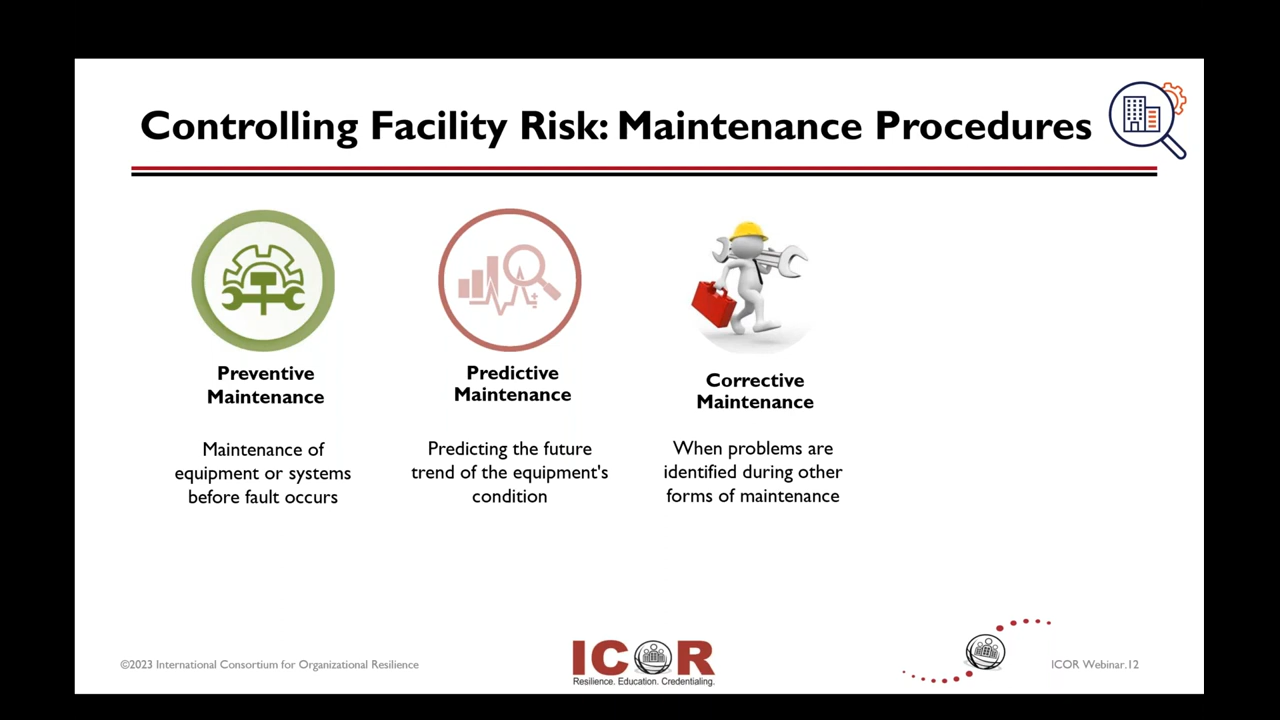 Controlling Facility Risk: Maintenance Procedures
Preventive
Maintenance
Maintenance of
equipment or systems
before fault occurs
Predictive
Maintenance
Predicting the future
trend of the equipment's
condition
Corrective
Maintenance
When problems are
identified during other
forms of maintenance
©2023 International Consortium for Organizational Resilience
ICOR
Resilience. Education. Credentialing.
ICOR Webinar.12